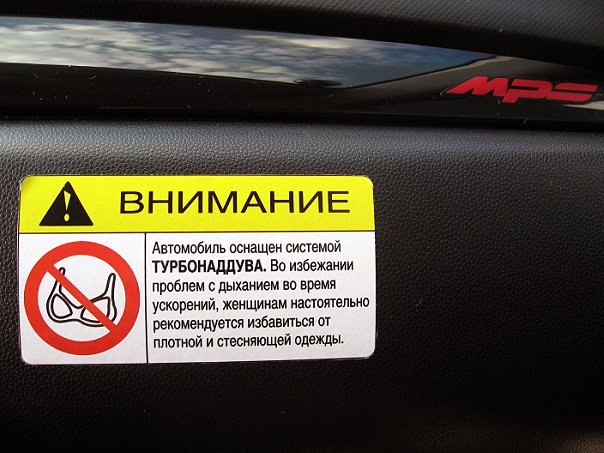 MPS
ВНИМАНИЕ
Автомобиль оснащен системой
ТУРБОНАДДУВА. Во избежании
проблем с дыханием во время
ускорений, женщинам настоятельно
рекомендуется избавиться от
плотной и стесняющей одежды.